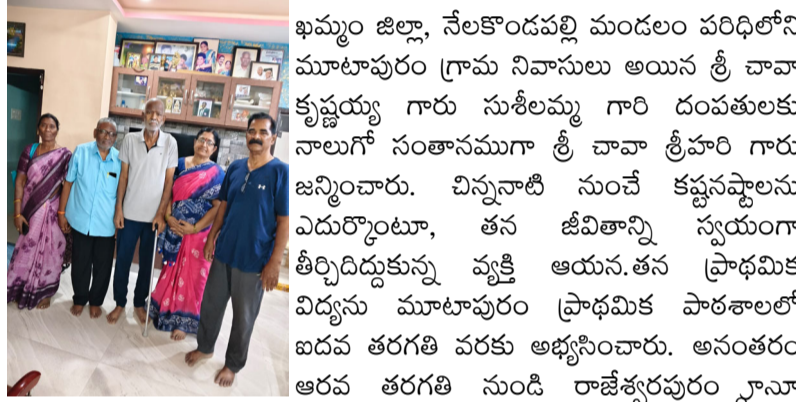 ఖమ్మం జిల్లా, నేలకొండపల్లి మండలం పరిధిలోని
మూటాపురం గ్రామ నివాసులు అయిన శ్రీ చావా
కృష్ణయ్య గారు సుశీలమ్మ గారి దంపతులకు
నాలుగో సంతానముగా శ్రీ చావా శ్రీహరి గారు
జన్మించారు. చిన్ననాటి నుంచే కష్టనష్టాలను
ఎదుర్కొంటూ, తన జీవితాన్ని స్వయంగా
తీర్చిదిద్దుకున్న వ్యక్తి ఆయన.తన ప్రాథమిక
విద్యను మూటాపురం ప్రాథమిక పాఠశాలలో
ఐదవ తరగతి వరకు అభ్యసించారు. అనంతరం
ఆరవ తరగతి నుండి రాజేశ్వరపురం